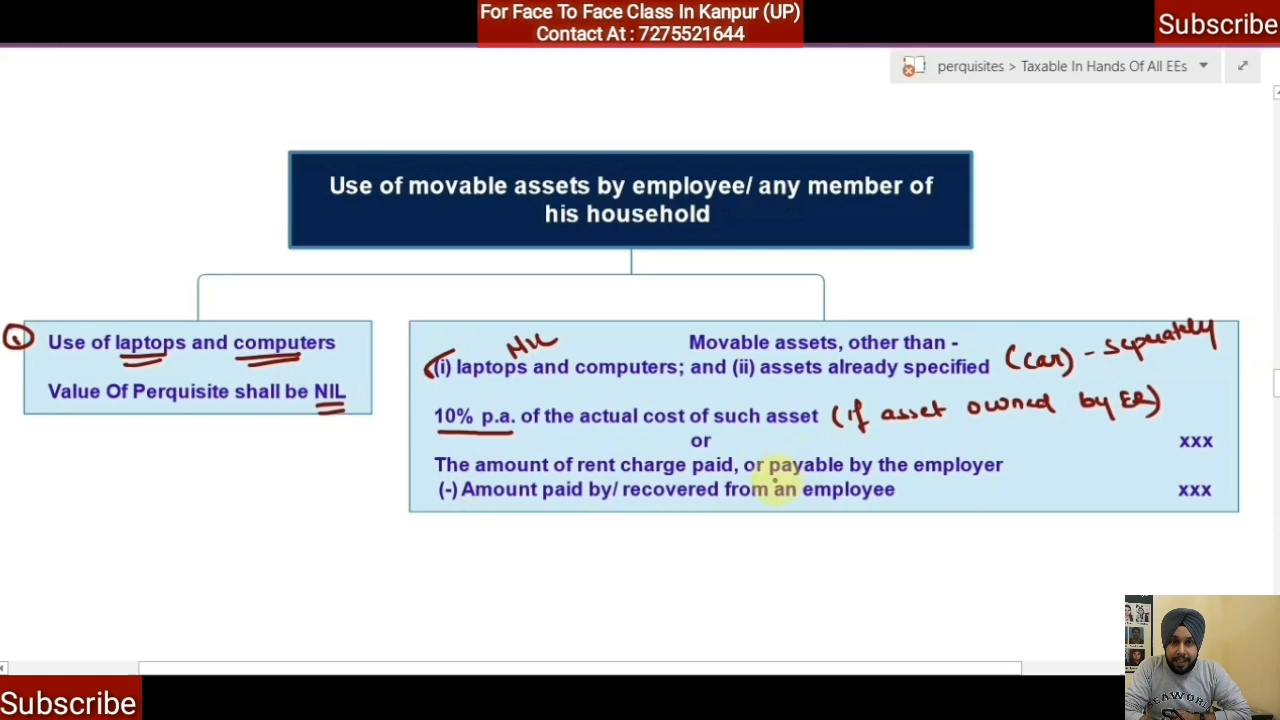 For Face To Face Class In Kanpur (UP)
Contact At : 7275521644
Subscribe
perquisites > Taxable In Hands Of All EEs
Use of movable assets by employee/ any member of
his household
Use of laptops and computers
Value Of Perquisite shall be NIL
NIL
Movable assets, other than -
(i) laptops and computers; and (ii) assets already specified
(car) - seprately
10% p.a. of the actual cost of such asset (if asset owned by ER)
or xxx
The amount of rent charge paid, or payable by the employer
(-) Amount paid by/ recovered from an employee xxx
Subscribe